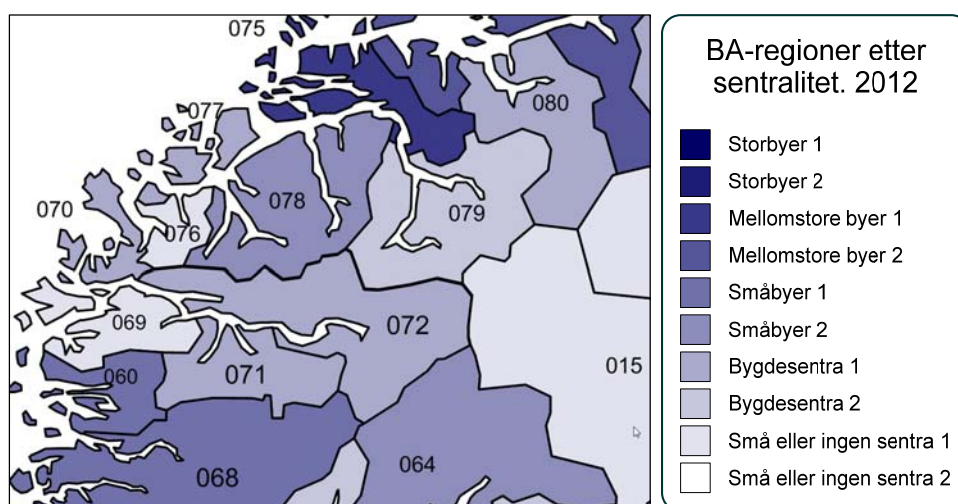 075
077
080
070
078
079
076
069
072
060
071
015
068
064
BA-regioner etter
sentralitet. 2012
Storbyer 1
Storbyer 2
Mellomstore byer 1
Mellomstore byer 2
Småbyer 1
Småbyer 2
Bygdesentra 1
Bygdesentra 2
Små eller ingen sentra 1
Små eller ingen sentra 2